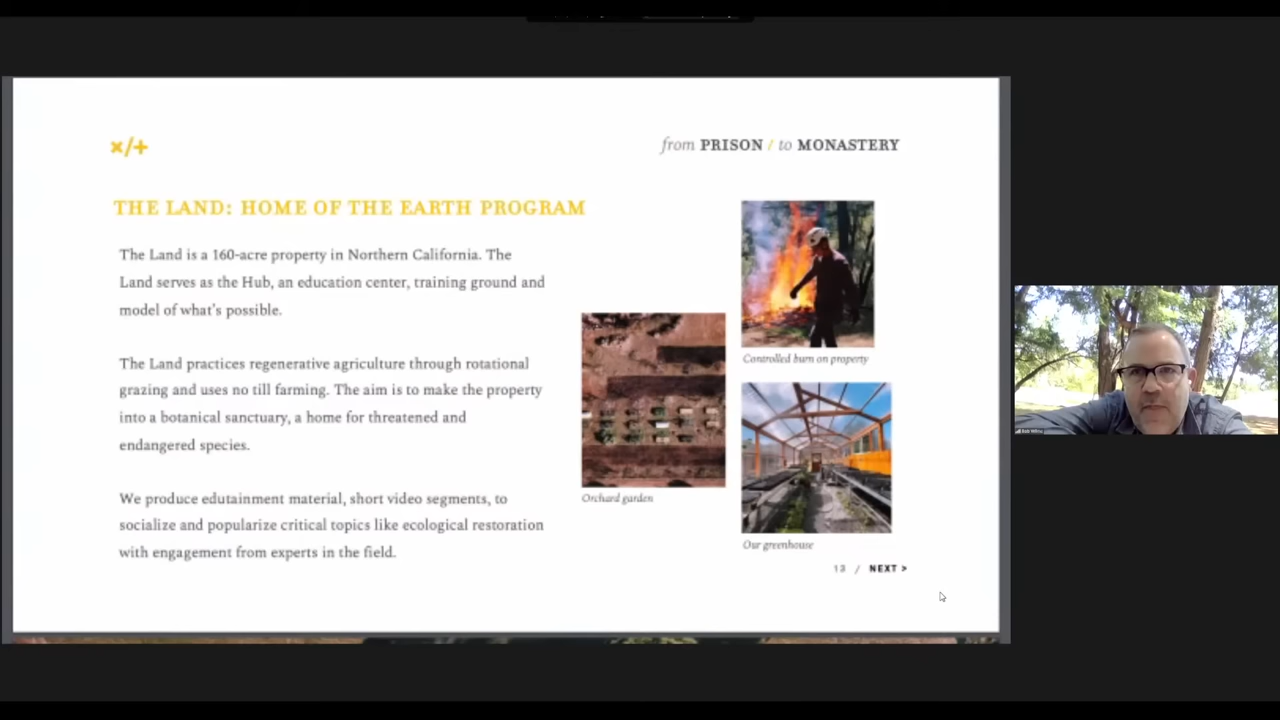 ×/+
from PRISON / to MONASTERY
THE LAND: HOME OF THE EARTH PROGRAM
The Land is a 160-acre property in Northern California. The
Land serves as the Hub, an education center, training ground and
model of what's possible.
The Land practices regenerative agriculture through rotational
grazing and uses no till farming. The aim is to make the property
into a botanical sanctuary, a home for threatened and
endangered species.
We produce edutainment material, short video segments, to
socialize and popularize critical topics like ecological restoration
with engagement from experts in the field.
Controlled burn on property
Orchard garden
Our greenhouse
13 / NEXT >